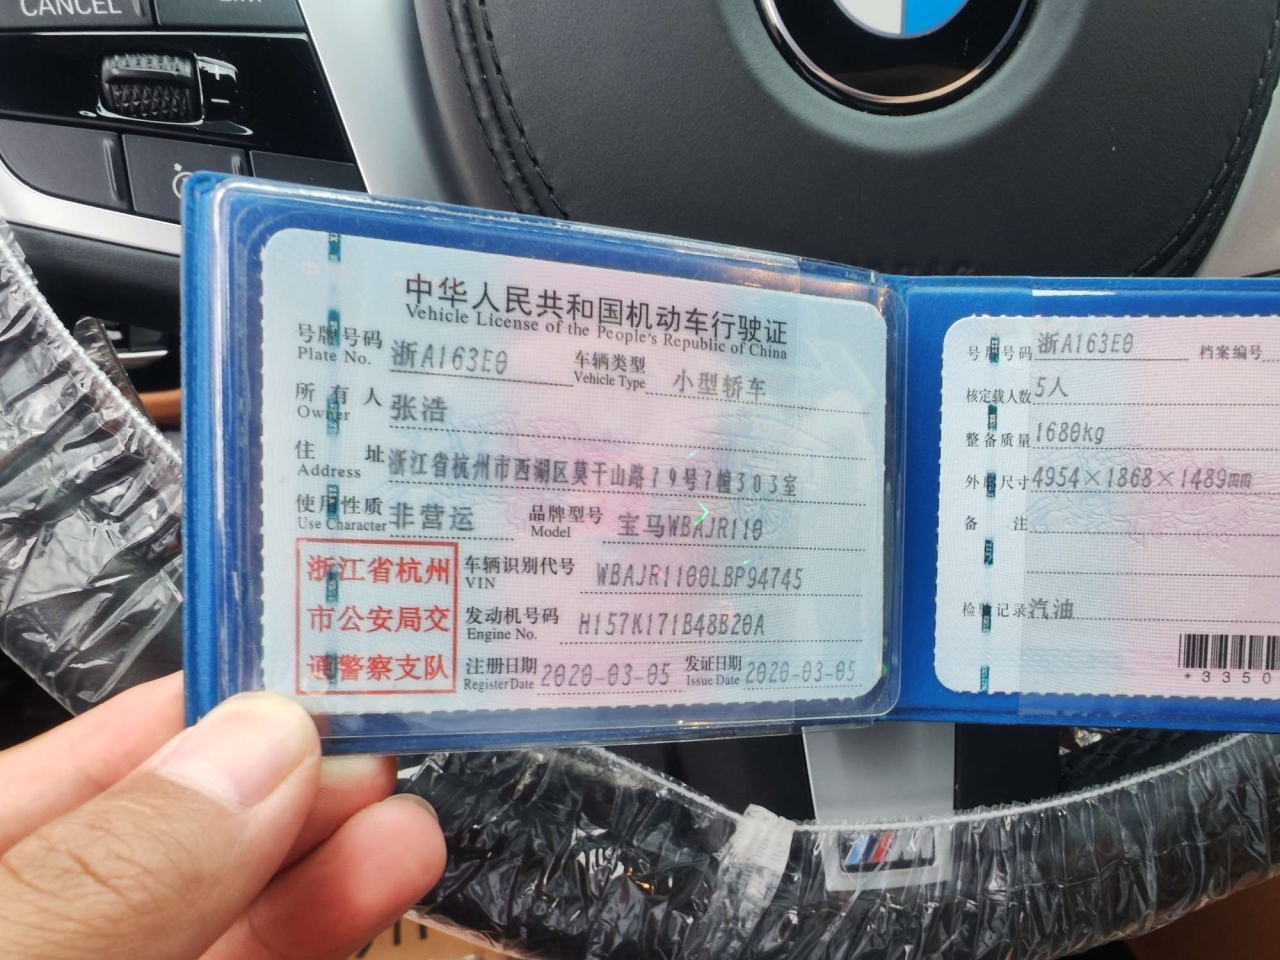 CANCEL
中华人民共和国机动车行驶证
Vehicle License of the People's Republic of China
号牌号码 浙A163E0 车辆类型 小型轿车
Plate No. Vehicle Type
所有人 张浩
Owner
住址 浙江省杭州市西湖区莫干山路79号7幢303室
Address
使用性质 非营运 品牌型号 宝马WBAJR110
Use Character Model
浙江省杭州
市公安局交
通警察支队
车辆识别代号 WBAJR1100LBP94745
VIN
发动机号码 H157K171B48B20A
Engine No.
注册日期 2020-03-05 发证日期 2020-03-05
Register Date Issue Date
号牌号码 浙A163E0 档案编号
核定载人数 5人
整备质量 1680kg
外廓尺寸 4954×1868×1489mm
备注
检验记录 汽油
*3350